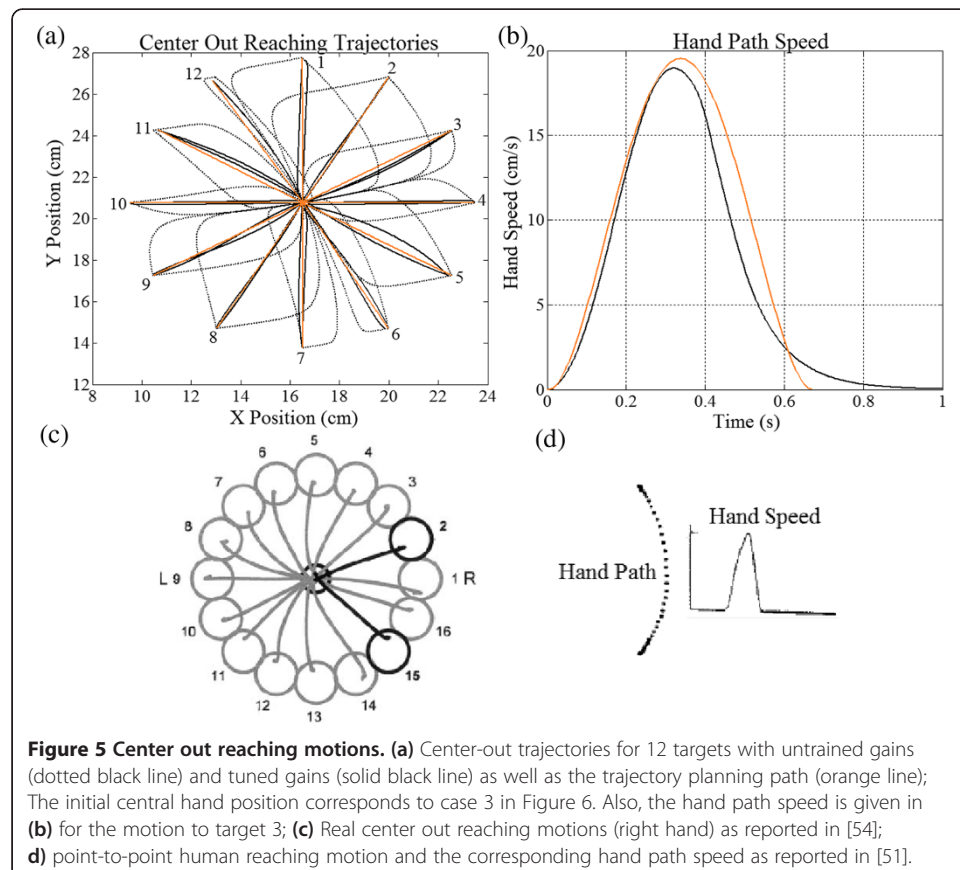 (a)
Center Out Reaching Trajectories
28
26
24
22
20
18
16
14
12
Y Position (cm)
1
2
3
4
5
6
7
8
9
10
11
12
8
10
12
14
16
18
20
22
24
X Position (cm)
(b)
Hand Path Speed
20
15
10
5
0
Hand Speed (cm/s)
0
0.2
0.4
0.6
0.8
1
Time (s)
(c)
5
4
3
2
1 R
16
15
14
13
12
11
10
L 9
8
7
6
(d)
Hand Path
Hand Speed
Figure 5 Center out reaching motions. (a) Center-out trajectories for 12 targets with untrained gains
(dotted black line) and tuned gains (solid black line) as well as the trajectory planning path (orange line);
The initial central hand position corresponds to case 3 in Figure 6. Also, the hand path speed is given in
(b) for the motion to target 3; (c) Real center out reaching motions (right hand) as reported in [54];
d) point-to-point human reaching motion and the corresponding hand path speed as reported in [51].